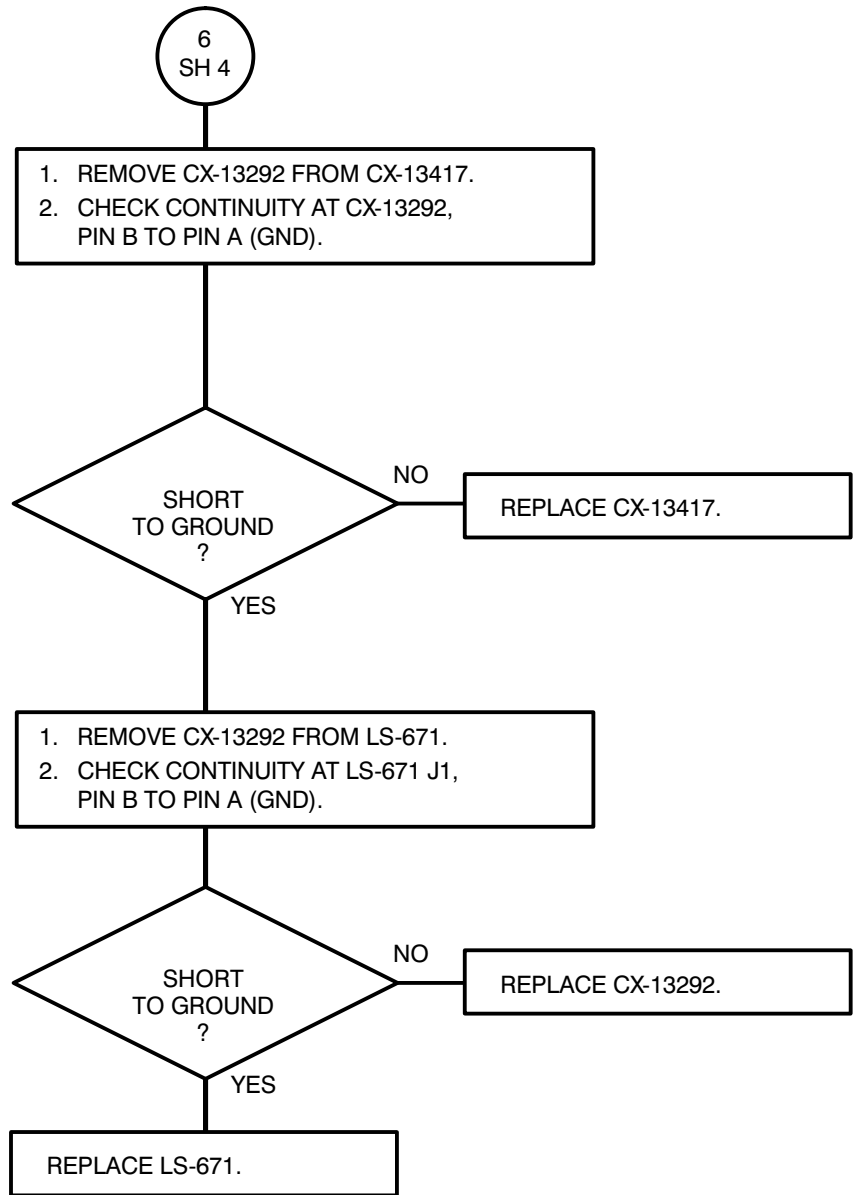 6
SH 4
1. REMOVE CX-13292 FROM CX-13417.
2. CHECK CONTINUITY AT CX-13292,
PIN B TO PIN A (GND).
SHORT
TO GROUND
?
NO
REPLACE CX-13417.
YES
1. REMOVE CX-13292 FROM LS-671.
2. CHECK CONTINUITY AT LS-671 J1,
PIN B TO PIN A (GND).
SHORT
TO GROUND
?
NO
REPLACE CX-13292.
YES
REPLACE LS-671.